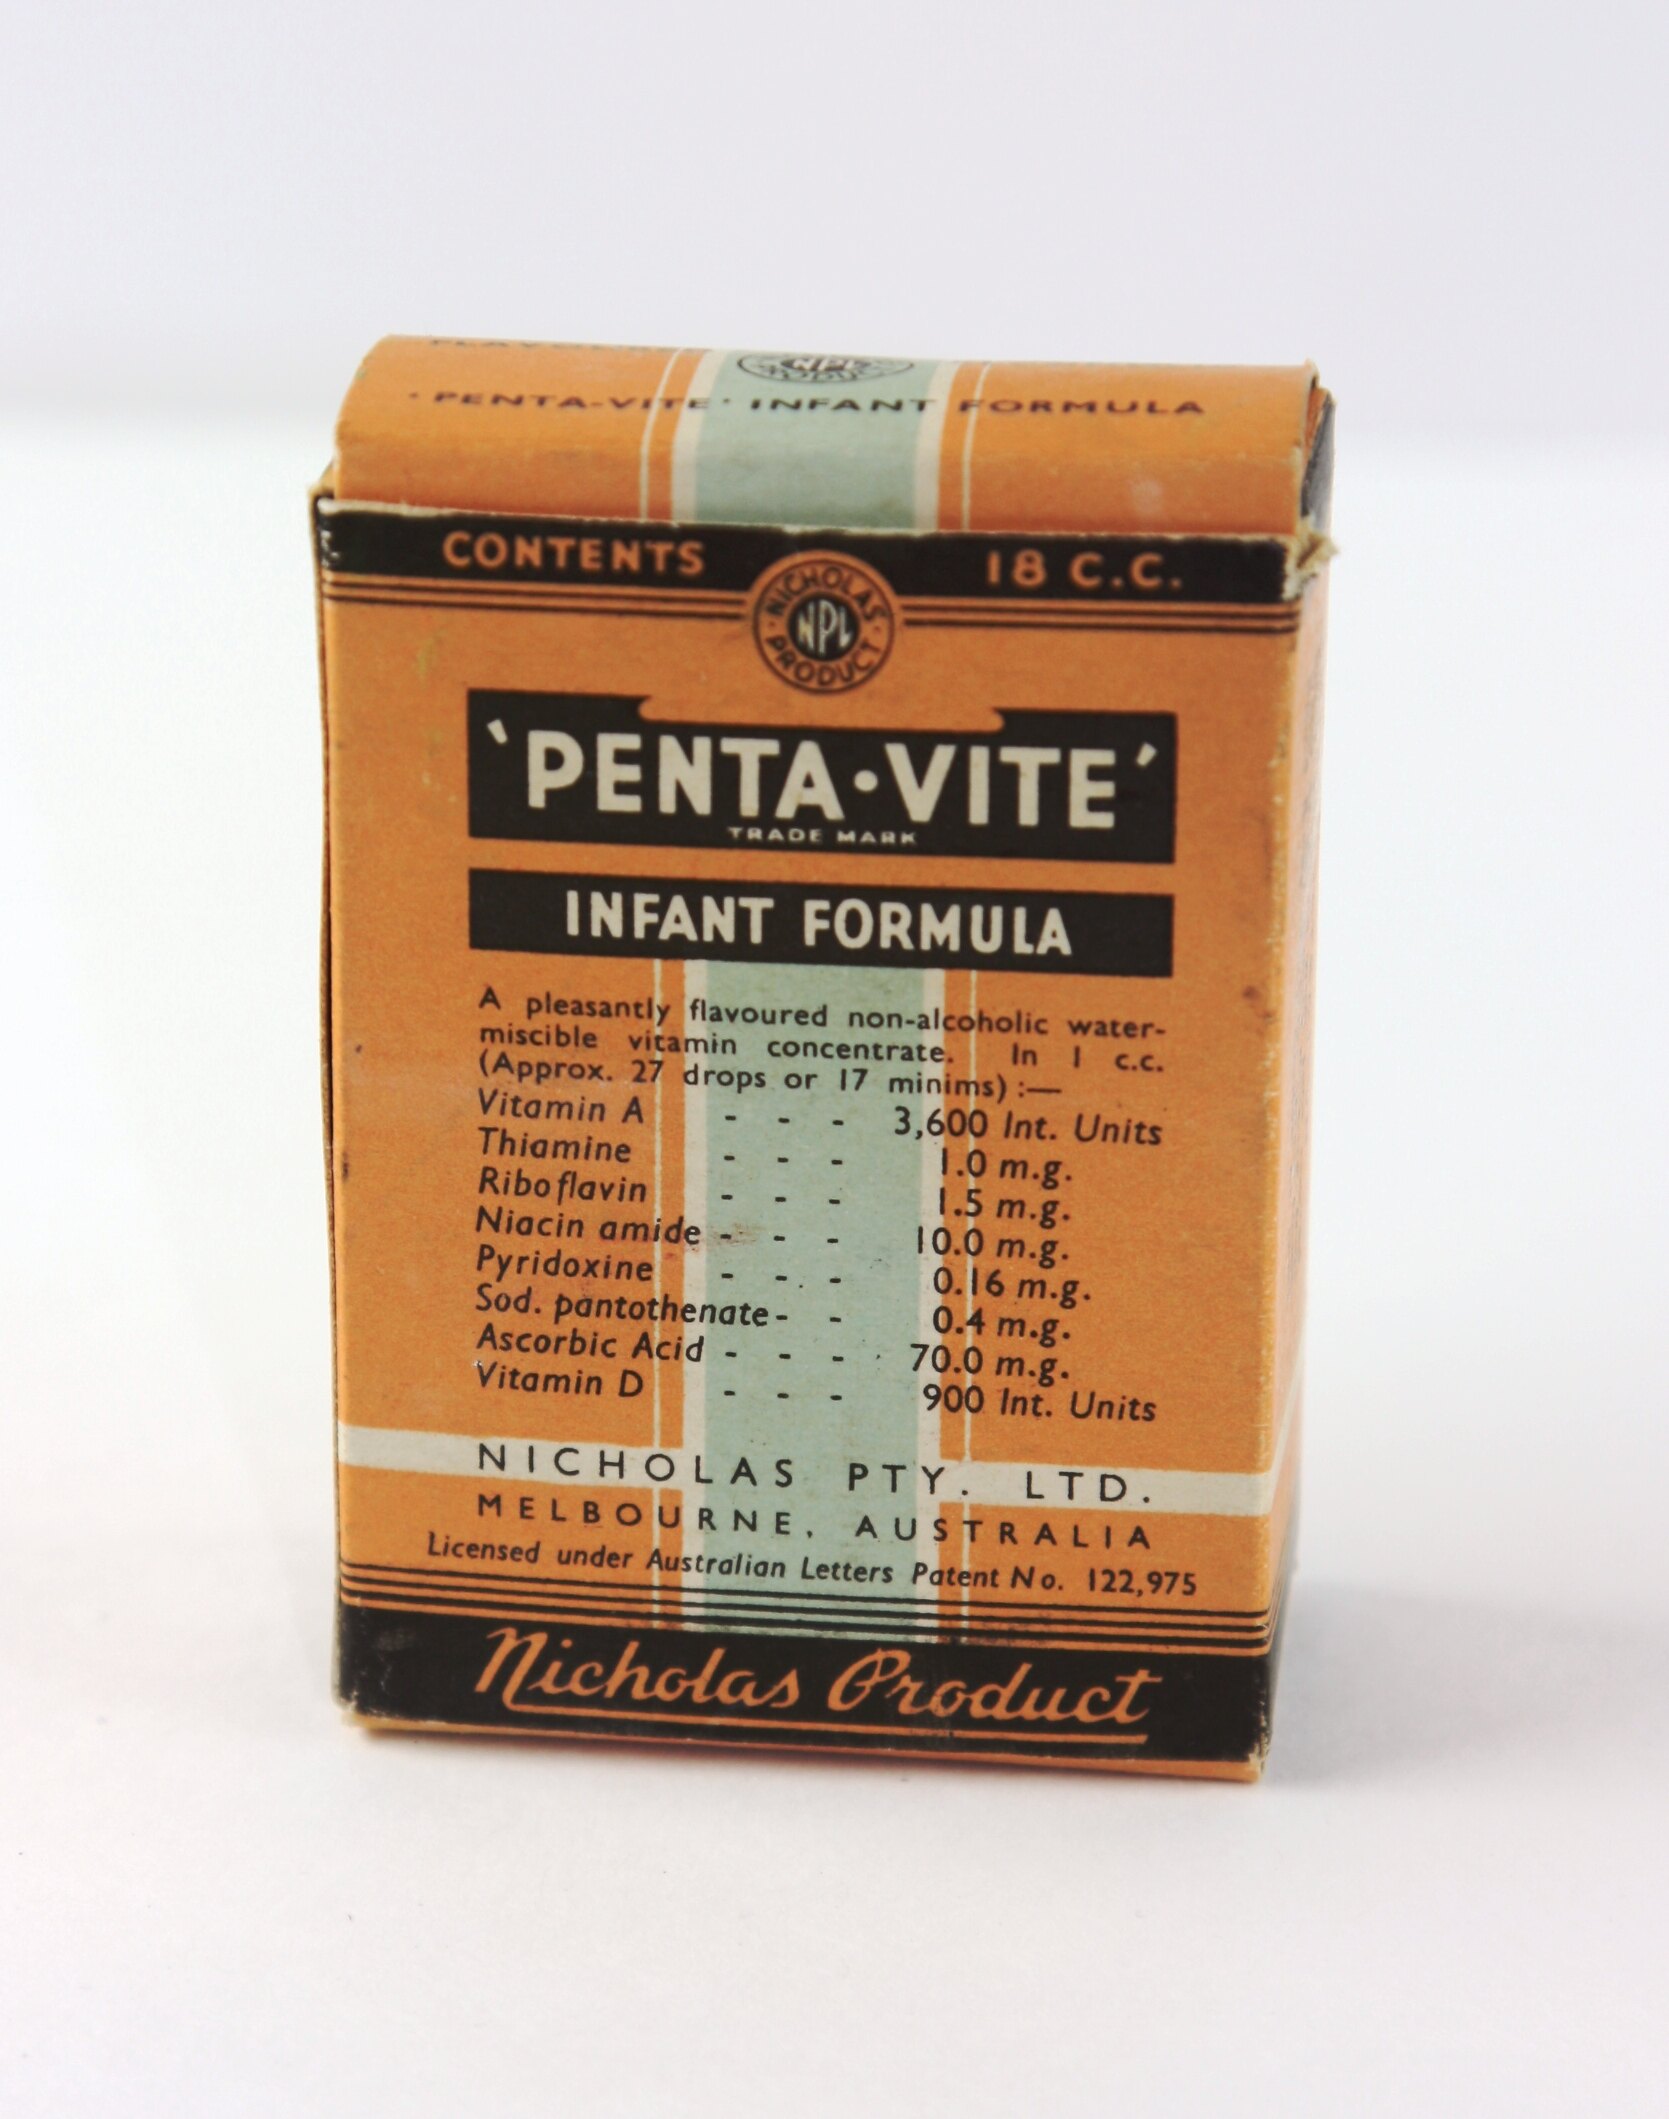 'PENTA-VITE' INFANT FORMULA
CONTENTS 18 C.C.
NICHOLAS
NPL
PRODUCT
'PENTA·VITE'
TRADE MARK
INFANT FORMULA
A pleasantly flavoured non-alcoholic water-
miscible vitamin concentrate. In 1 c.c.
(Approx. 27 drops or 17 minims) :—
Vitamin A - - - 3,600 Int. Units
Thiamine - - - 1.0 m.g.
Riboflavin - - - 1.5 m.g.
Niacin amide - - - 10.0 m.g.
Pyridoxine - - - 0.16 m.g.
Sod. pantothenate - - 0.4 m.g.
Ascorbic Acid - - - 70.0 m.g.
Vitamin D - - - 900 Int. Units
NICHOLAS PTY. LTD.
MELBOURNE, AUSTRALIA
Licensed under Australian Letters Patent No. 122,975
Nicholas Product